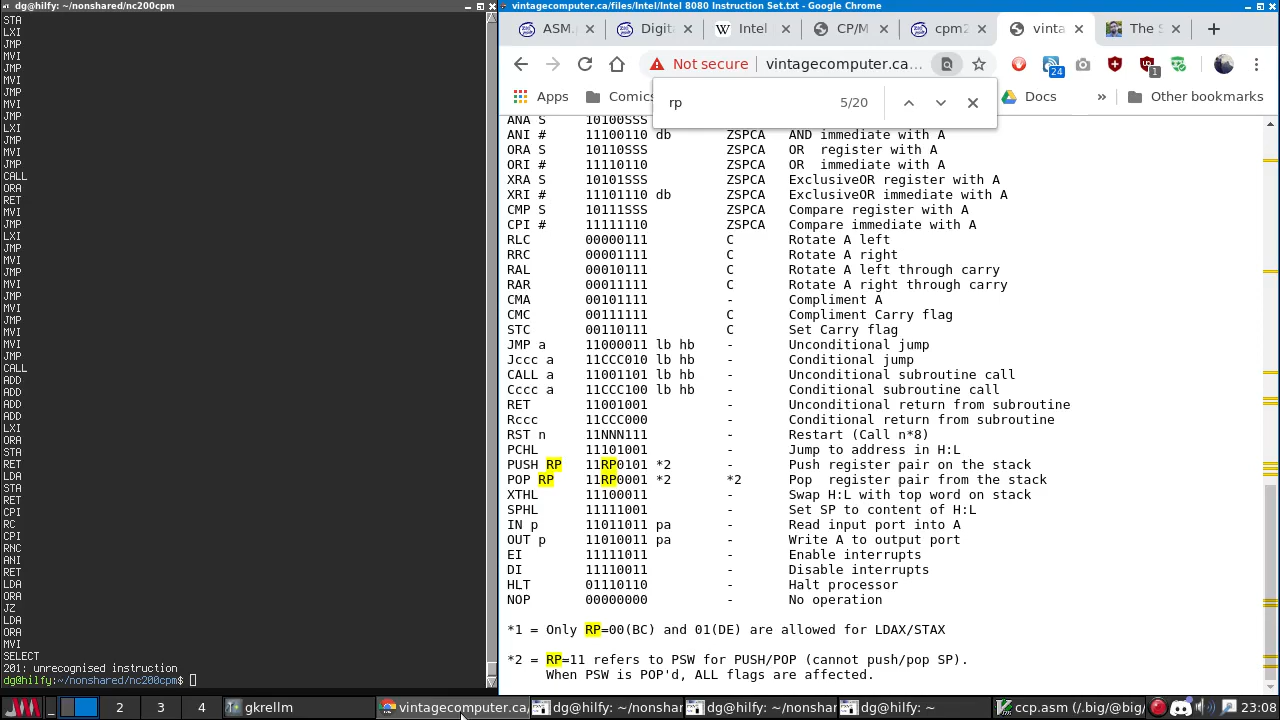 dg@hilfy: ~/nonshared/nc200cpm
STA
LXI
JMP
MVI
JMP
MVI
JMP
MVI
JMP
LXI
JMP
MVI
JMP
CALL
ORA
RET
MVI
JMP
LXI
JMP
MVI
JMP
MVI
JMP
MVI
JMP
MVI
MVI
JMP
CALL
ADD
ADD
ADD
ADD
LXI
ORA
STA
RET
LDA
STA
RET
CPI
RC
CPI
RNC
ANI
RET
LDA
ORA
JZ
LDA
ORA
MVI
SELECT
201: unrecognised instruction
dg@hilfy:~/nonshared/nc200cpm$
vintagecomputer.ca/files/Intel/Intel 8080 Instruction Set.txt - Google Chrome
ASM. Digit Intel CP/M cpm2 vinta The S
Not secure vintagecomputer.ca... 24 1
Apps Comics Docs » Other bookmarks
rp 5/20
ANA S 10100SSS
ANI # 11100110 db ZSPCA AND immediate with A
ORA S 10110SSS ZSPCA OR register with A
ORI # 11110110 ZSPCA OR immediate with A
XRA S 10101SSS ZSPCA ExclusiveOR register with A
XRI # 11101110 db ZSPCA ExclusiveOR immediate with A
CMP S 10111SSS ZSPCA Compare register with A
CPI # 11111110 ZSPCA Compare immediate with A
RLC 00000111 C Rotate A left
RRC 00001111 C Rotate A right
RAL 00010111 C Rotate A left through carry
RAR 00011111 C Rotate A right through carry
CMA 00101111 - Compliment A
CMC 00111111 C Compliment Carry flag
STC 00110111 C Set Carry flag
JMP a 11000011 lb hb - Unconditional jump
Jccc a 11CCC010 lb hb - Conditional jump
CALL a 11001101 lb hb - Unconditional subroutine call
Cccc a 11CCC100 lb hb - Conditional subroutine call
RET 11001001 - Unconditional return from subroutine
Rccc 11CCC000 - Conditional return from subroutine
RST n 11NNN111 - Restart (Call n*8)
PCHL 11101001 - Jump to address in H:L
PUSH RP 11RP0101 *2 - Push register pair on the stack
POP RP 11RP0001 *2 *2 Pop register pair from the stack
XTHL 11100011 - Swap H:L with top word on stack
SPHL 11111001 - Set SP to content of H:L
IN p 11011011 pa - Read input port into A
OUT p 11010011 pa - Write A to output port
EI 11111011 - Enable interrupts
DI 11110011 - Disable interrupts
HLT 01110110 - Halt processor
NOP 00000000 - No operation
*1 = Only RP=00(BC) and 01(DE) are allowed for LDAX/STAX
*2 = RP=11 refers to PSW for PUSH/POP (cannot push/pop SP).
When PSW is POP'd, ALL flags are affected.
2 3 4 gkrellm vintagecomputer.ca/ dg@hilfy: ~/nonshar dg@hilfy: ~/nonshar dg@hilfy: ~ ccp.asm (/.big/@big/ 23:08